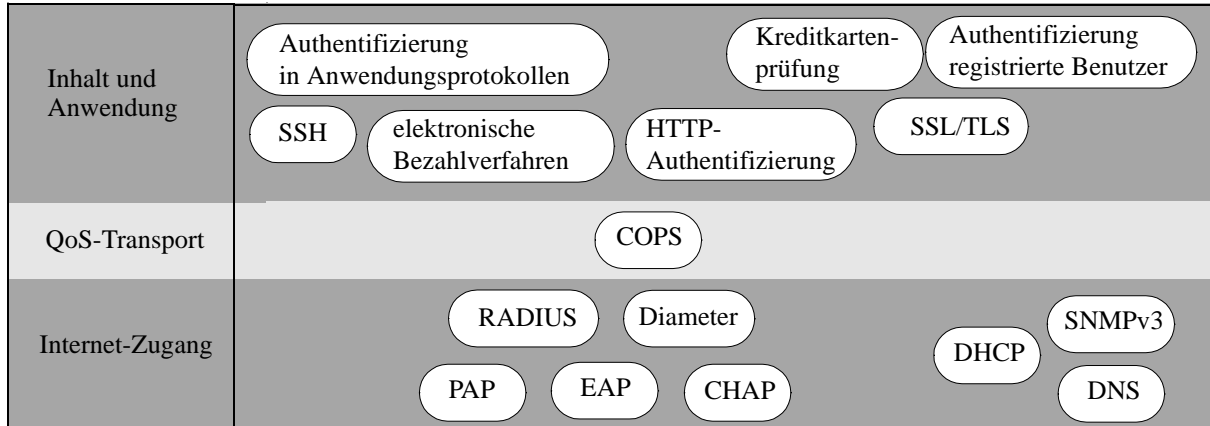 Inhalt und
Anwendung
Authentifizierung
in Anwendungsprotokollen
Kreditkarten-
prüfung
Authentifizierung
registrierte Benutzer
SSH
elektronische
Bezahlverfahren
HTTP-
Authentifizierung
SSL/TLS
QoS-Transport
COPS
Internet-Zugang
RADIUS
Diameter
SNMPv3
DHCP
PAP
EAP
CHAP
DNS